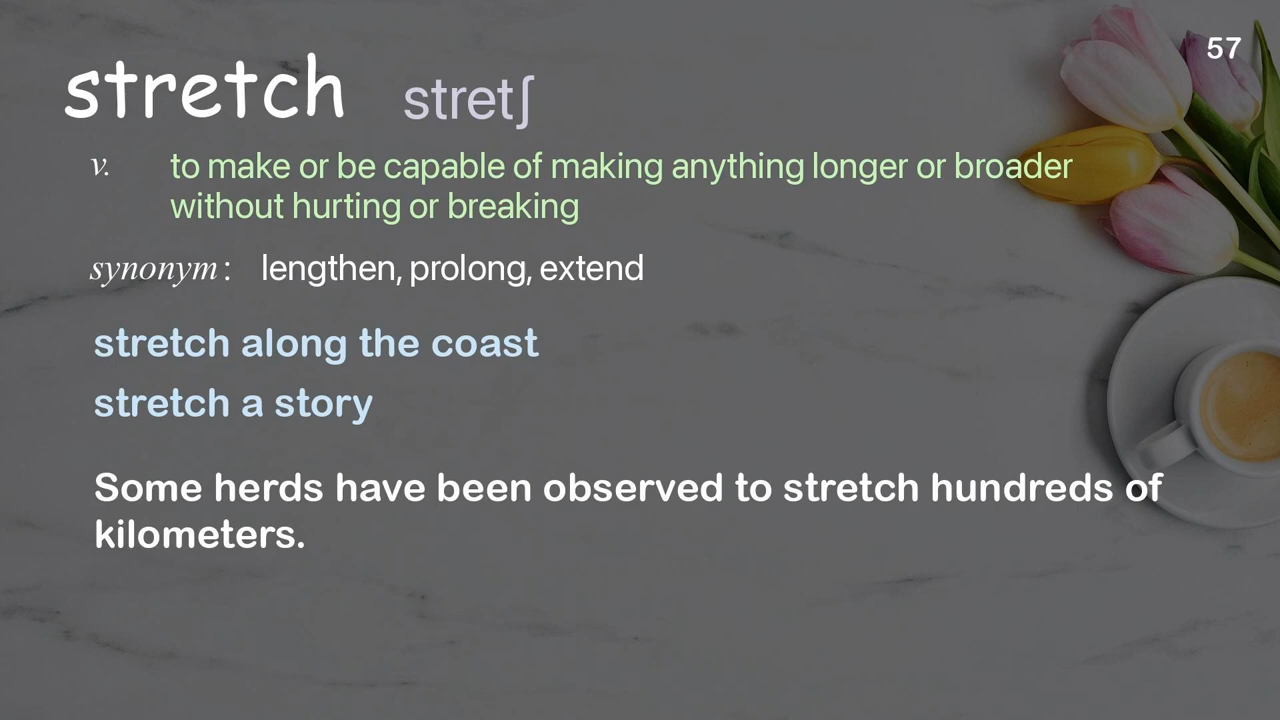 57
stretch stretʃ
v. to make or be capable of making anything longer or broader
without hurting or breaking
synonym: lengthen, prolong, extend
stretch along the coast
stretch a story
Some herds have been observed to stretch hundreds of
kilometers.